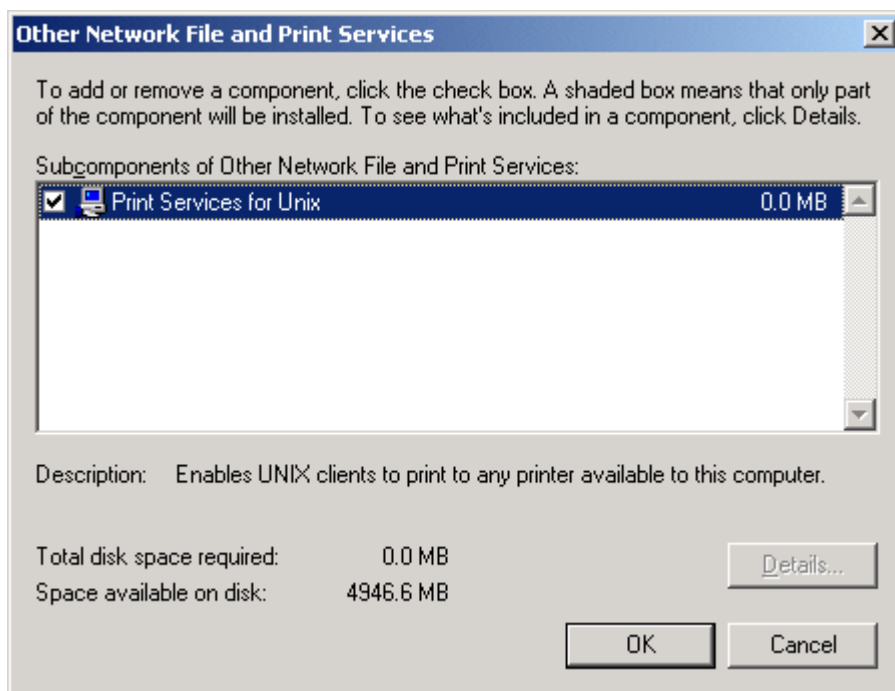 Other Network File and Print Services
To add or remove a component, click the check box. A shaded box means that only part
of the component will be installed. To see what's included in a component, click Details.
Subcomponents of Other Network File and Print Services:
Print Services for Unix 0.0 MB
Description: Enables UNIX clients to print to any printer available to this computer.
Total disk space required: 0.0 MB
Space available on disk: 4946.6 MB
Details...
OK Cancel